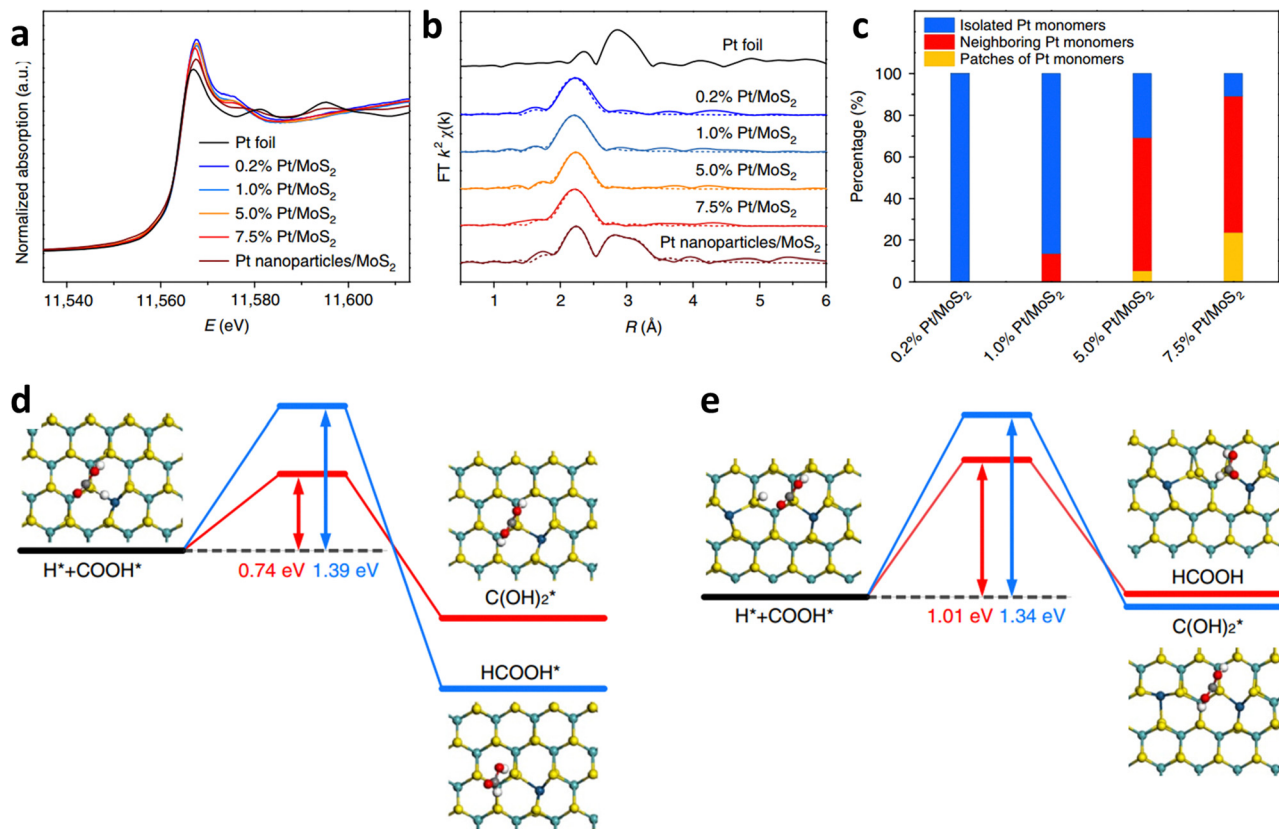 a
Normalized absorption (a.u.)
Pt foil
0.2% Pt/MoS₂
1.0% Pt/MoS₂
5.0% Pt/MoS₂
7.5% Pt/MoS₂
Pt nanoparticles/MoS₂
11,540 11,560 11,580 11,600
E (eV)
b
FT k² χ(k)
Pt foil
0.2% Pt/MoS₂
1.0% Pt/MoS₂
5.0% Pt/MoS₂
7.5% Pt/MoS₂
Pt nanoparticles/MoS₂
1 2 3 4 5 6
R (Å)
c
Isolated Pt monomers
Neighboring Pt monomers
Patches of Pt monomers
Percentage (%)
100
80
60
40
20
0
0.2% Pt/MoS₂
1.0% Pt/MoS₂
5.0% Pt/MoS₂
7.5% Pt/MoS₂
d
H*+COOH*
0.74 eV 1.39 eV
C(OH)₂*
HCOOH*
e
H*+COOH*
1.01 eV 1.34 eV
HCOOH
C(OH)₂*